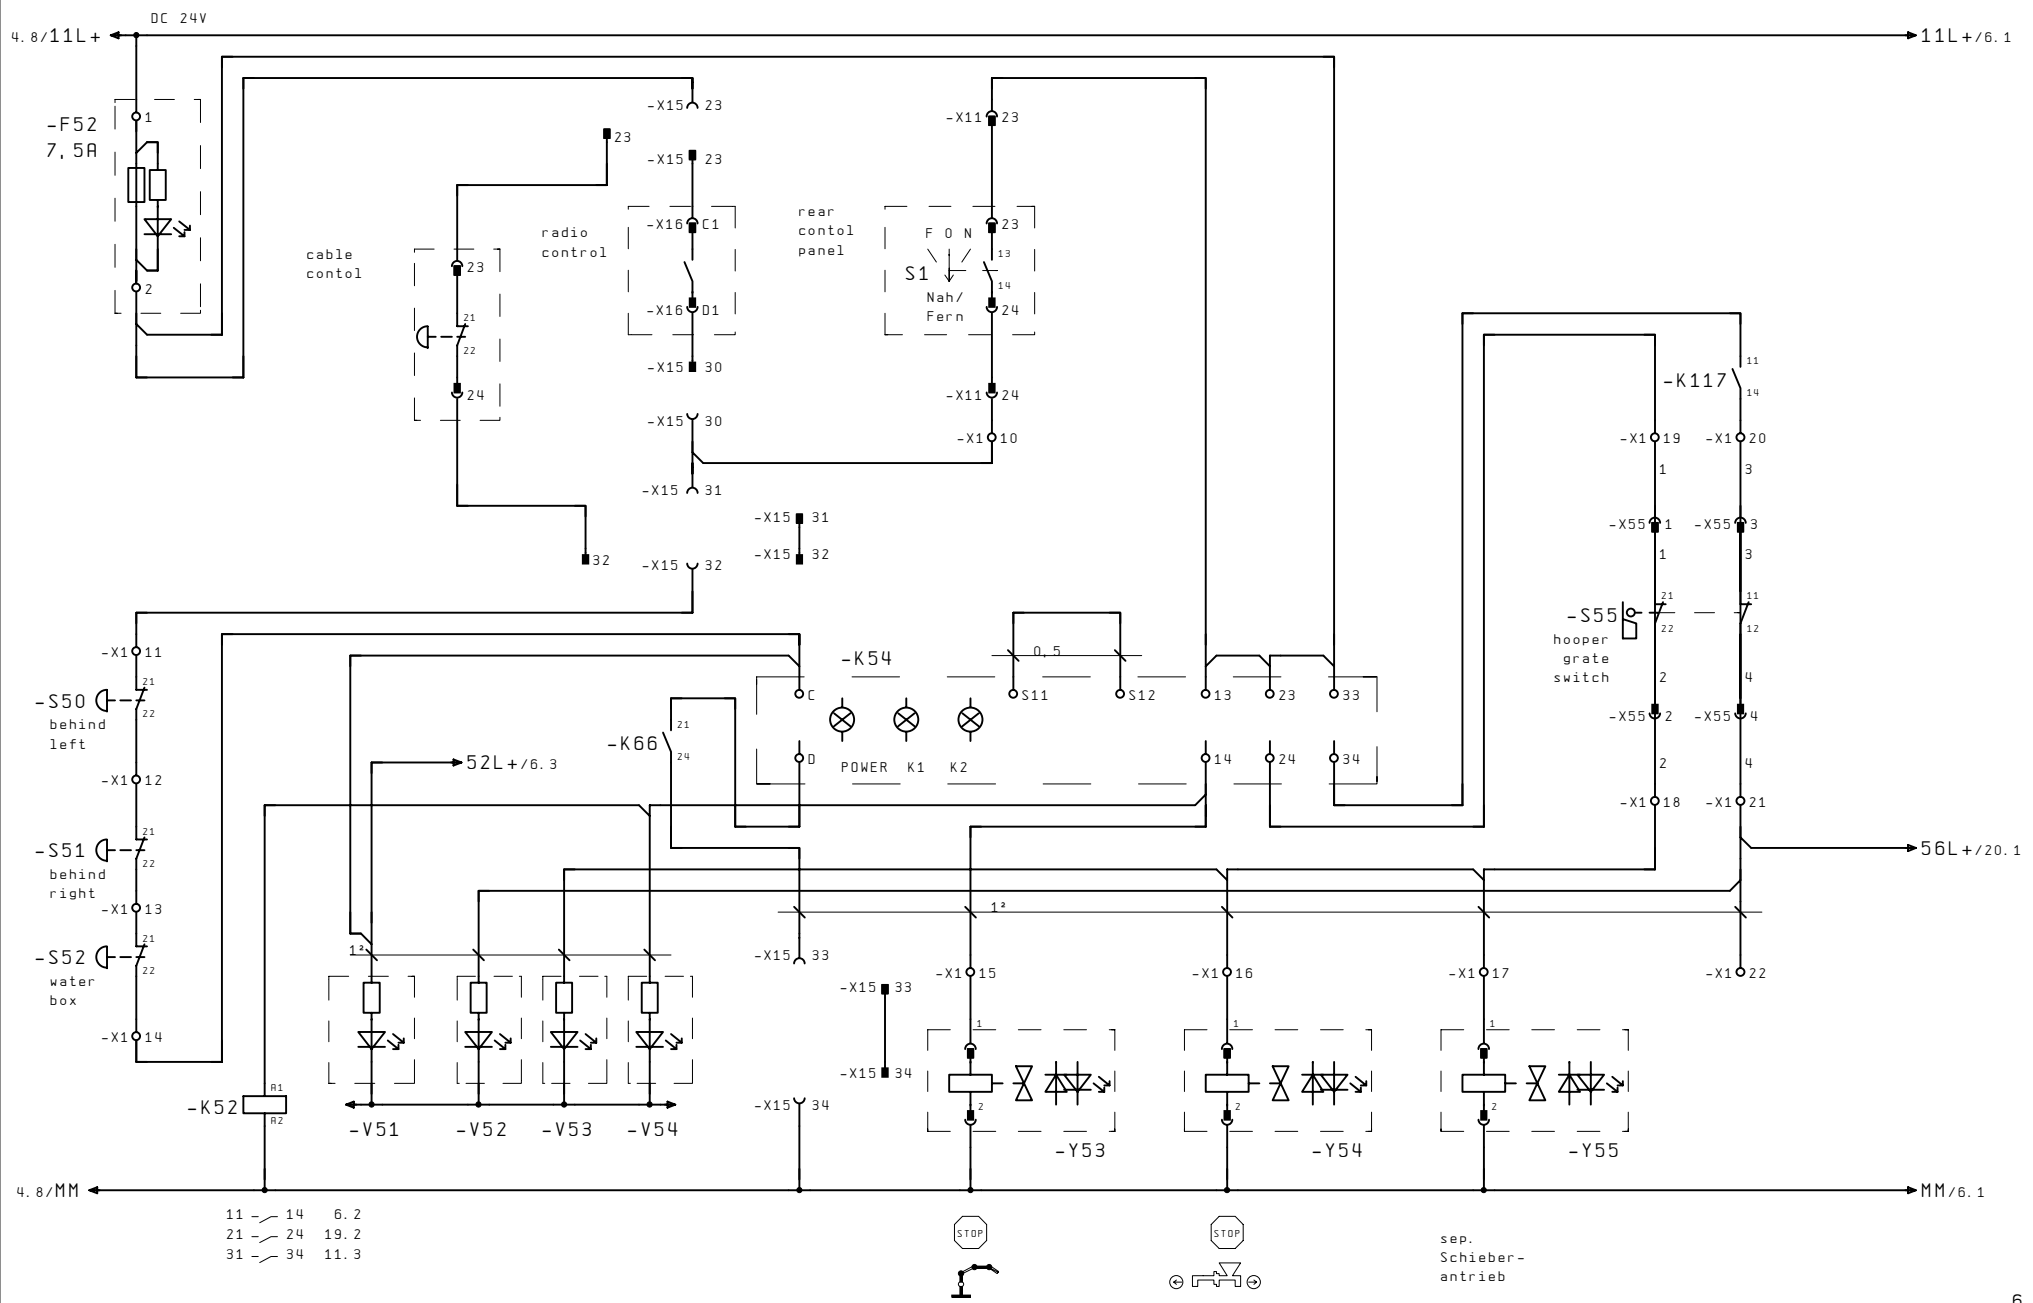 DC 24V
4.8/11L+
11L+/6.1
-F52
7,5A
1
2
-X15 23
23
-X15 23
-X11 23
cable
contol
23
21
22
24
32
radio
control
-X16 C1
-X16 D1
-X15 30
-X15 30
-X15 31
-X15 31
-X15 32
-X15 32
rear
contol
panel
F O N
S1
Nah/
Fern
23
13
14
24
-X11 24
-X1 10
11
-K117
14
-X1 19
-X1 20
1
3
-X55 1
-X55 3
1
3
21
11
-S55
22
12
hooper
grate
switch
2
4
-X55 2
-X55 4
2
4
-X1 18
-X1 21
56L+/20.1
-X1 11
21
-S50
22
behind
left
-X1 12
21
-S51
22
behind
right
-X1 13
21
-S52
22
water
box
-X1 14
-K54
0,5
C
S11
S12
13
23
33
D
POWER K1 K2
14
24
34
21
-K66
24
52L+/6.3
1²
1²
-X15 33
-X15 33
-X15 34
-X15 34
-X1 15
-X1 16
-X1 17
-X1 22
A1
-K52
A2
-V51
-V52
-V53
-V54
1
2
-Y53
1
2
-Y54
1
2
-Y55
4.8/MM
MM/6.1
11 14 6.2
21 24 19.2
31 34 11.3
STOP
STOP
sep.
Schieber-
antrieb